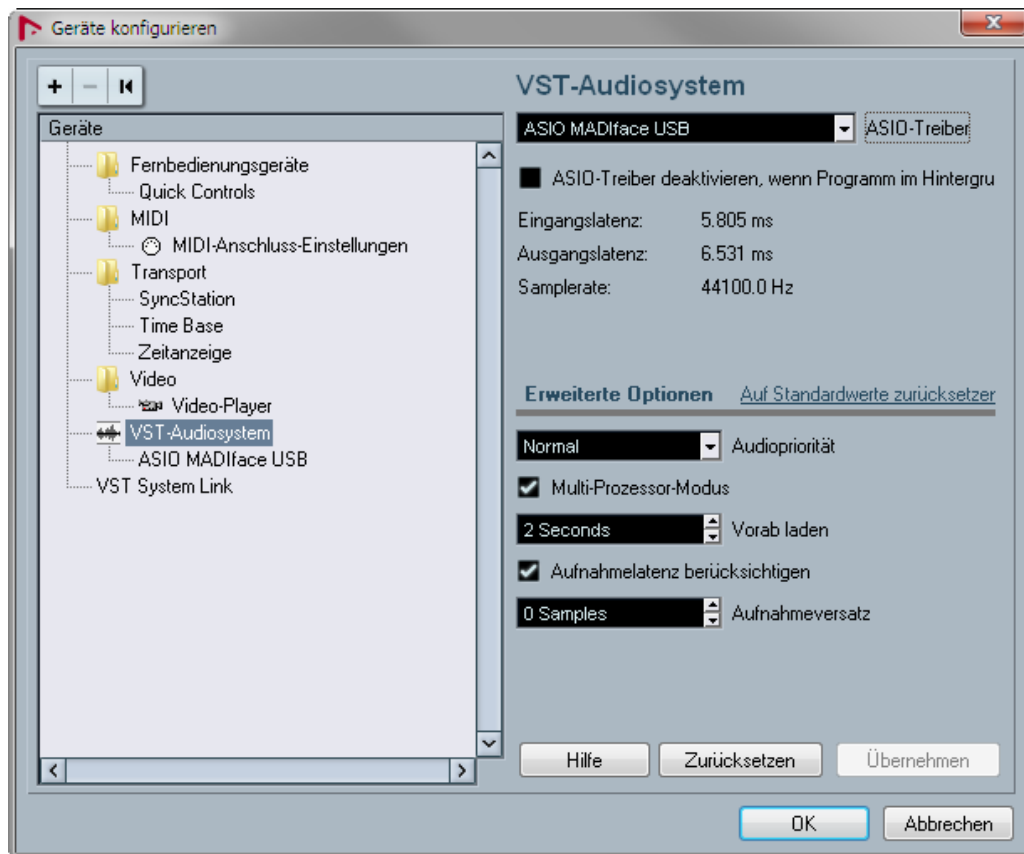 Geräte konfigurieren
VST-Audiosystem
Geräte
ASIO MADIface USB ASIO-Treiber
Fernbedienungsgeräte
Quick Controls
MIDI
MIDI-Anschluss-Einstellungen
Transport
SyncStation
Time Base
Zeitanzeige
Video
Video-Player
VST-Audiosystem
ASIO MADIface USB
VST System Link
ASIO-Treiber deaktivieren, wenn Programm im Hintergru
Eingangslatenz: 5.805 ms
Ausgangslatenz: 6.531 ms
Samplerate: 44100.0 Hz
Erweiterte Optionen Auf Standardwerte zurücksetzer
Normal Audiopriorität
Multi-Prozessor-Modus
2 Seconds Vorab laden
Aufnahmelatenz berücksichtigen
0 Samples Aufnahmeversatz
Hilfe Zurücksetzen Übernehmen
OK Abbrechen